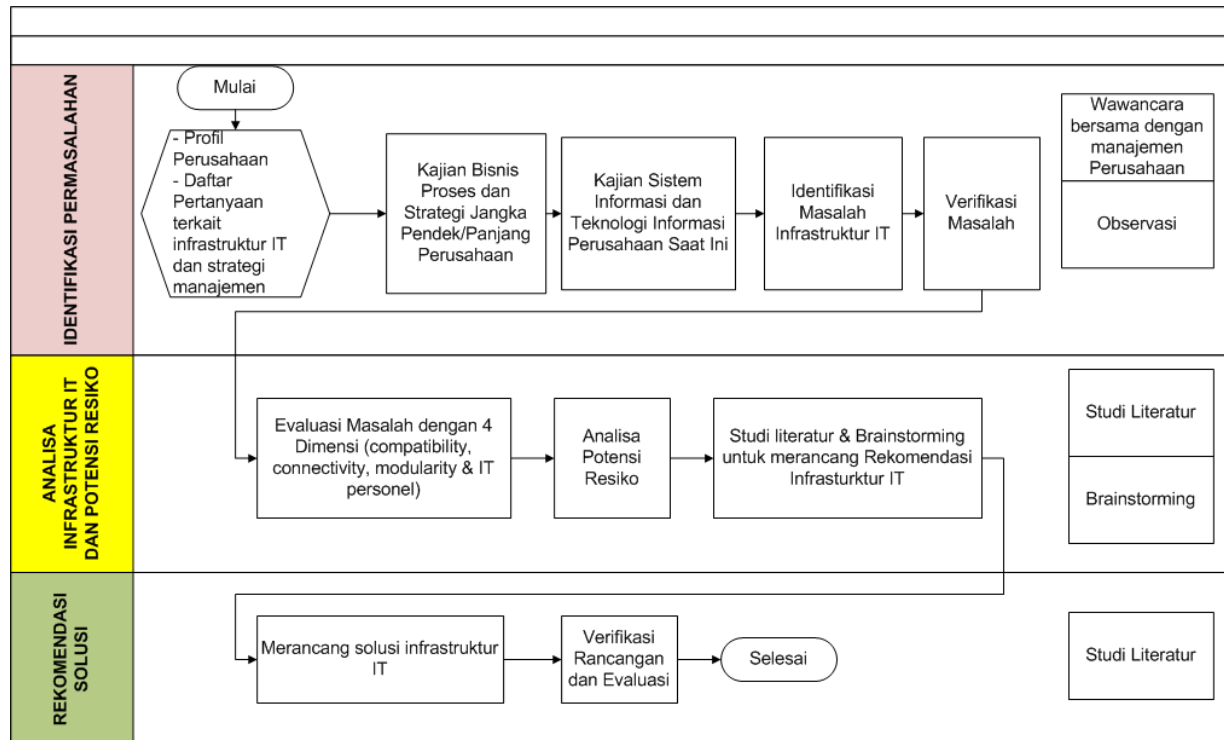 IDENTIFIKASI PERMASALAHAN
Mulai
- Profil
Perusahaan
- Daftar
Pertanyaan
terkait
infrastruktur IT
dan strategi
manajemen
Kajian Bisnis
Proses dan
Strategi Jangka
Pendek/Panjang
Perusahaan
Kajian Sistem
Informasi dan
Teknologi Informasi
Perusahaan Saat Ini
Identifikasi
Masalah
Infrastruktur IT
Verifikasi
Masalah
Wawancara
bersama dengan
manajemen
Perusahaan
Observasi
ANALISA
INFRASTRUKTUR IT
DAN POTENSI RESIKO
Evaluasi Masalah dengan 4
Dimensi (compatibility,
connectivity, modularity & IT
personel)
Analisa
Potensi
Resiko
Studi literatur & Brainstorming
untuk merancang Rekomendasi
Infrasturktur IT
Studi Literatur
Brainstorming
REKOMENDASI
SOLUSI
Merancang solusi infrastruktur
IT
Verifikasi
Rancangan
dan Evaluasi
Selesai
Studi Literatur